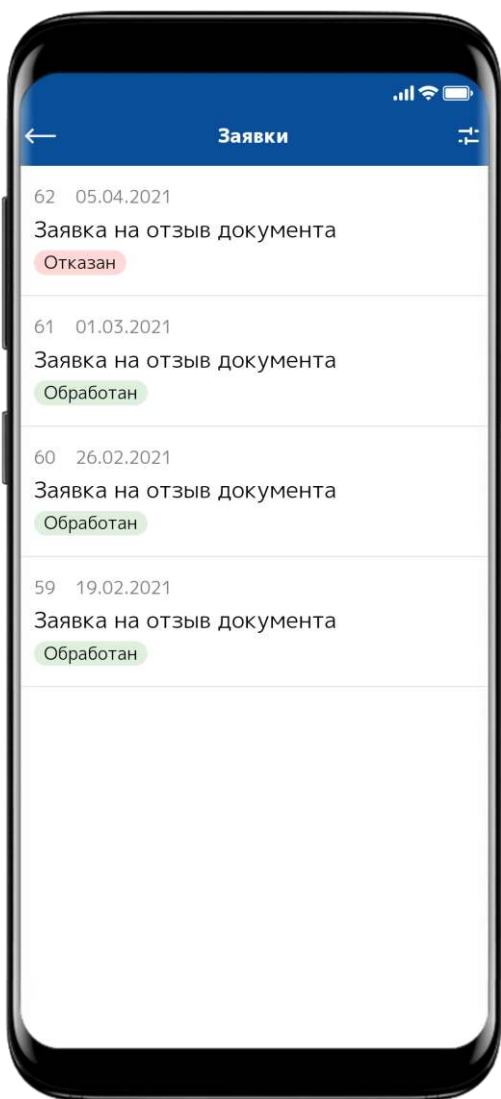 Заявки
62 05.04.2021
Заявка на отзыв документа
Отказан
61 01.03.2021
Заявка на отзыв документа
Обработан
60 26.02.2021
Заявка на отзыв документа
Обработан
59 19.02.2021
Заявка на отзыв документа
Обработан